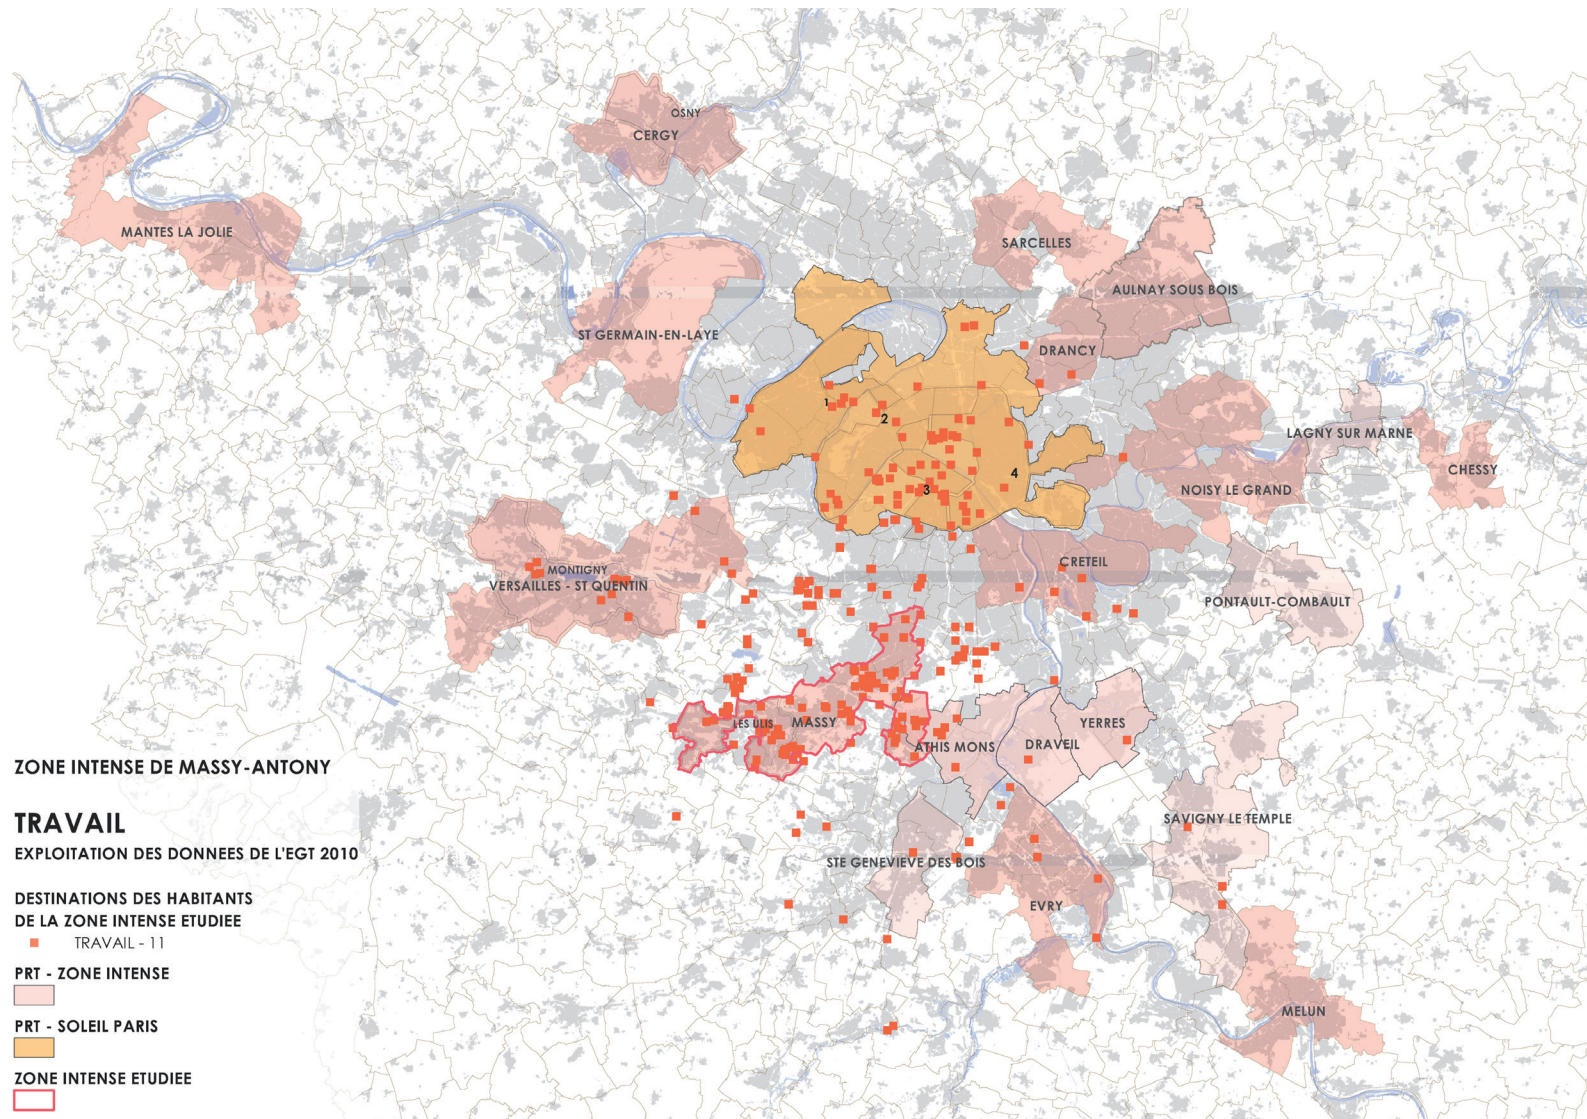 OSNY
CERGY
MANTES LA JOLIE
SARCELLES
AULNAY SOUS BOIS
ST GERMAIN-EN-LAYE
DRANCY
1
2
LAGNY SUR MARNE
CHESSY
4
3
NOISY LE GRAND
MONTIGNY
VERSAILLES - ST QUENTIN
CRETEIL
PONTAULT-COMBAULT
LES ULIS
MASSY
ATHIS MONS
DRAVEIL
YERRES
SAVIGNY LE TEMPLE
STE GENEVIEVE DES BOIS
EVRY
MELUN
ZONE INTENSE DE MASSY-ANTONY
TRAVAIL
EXPLOITATION DES DONNEES DE L'EGT 2010
DESTINATIONS DES HABITANTS
DE LA ZONE INTENSE ETUDIEE
TRAVAIL - 11
PRT - ZONE INTENSE
PRT - SOLEIL PARIS
ZONE INTENSE ETUDIEE